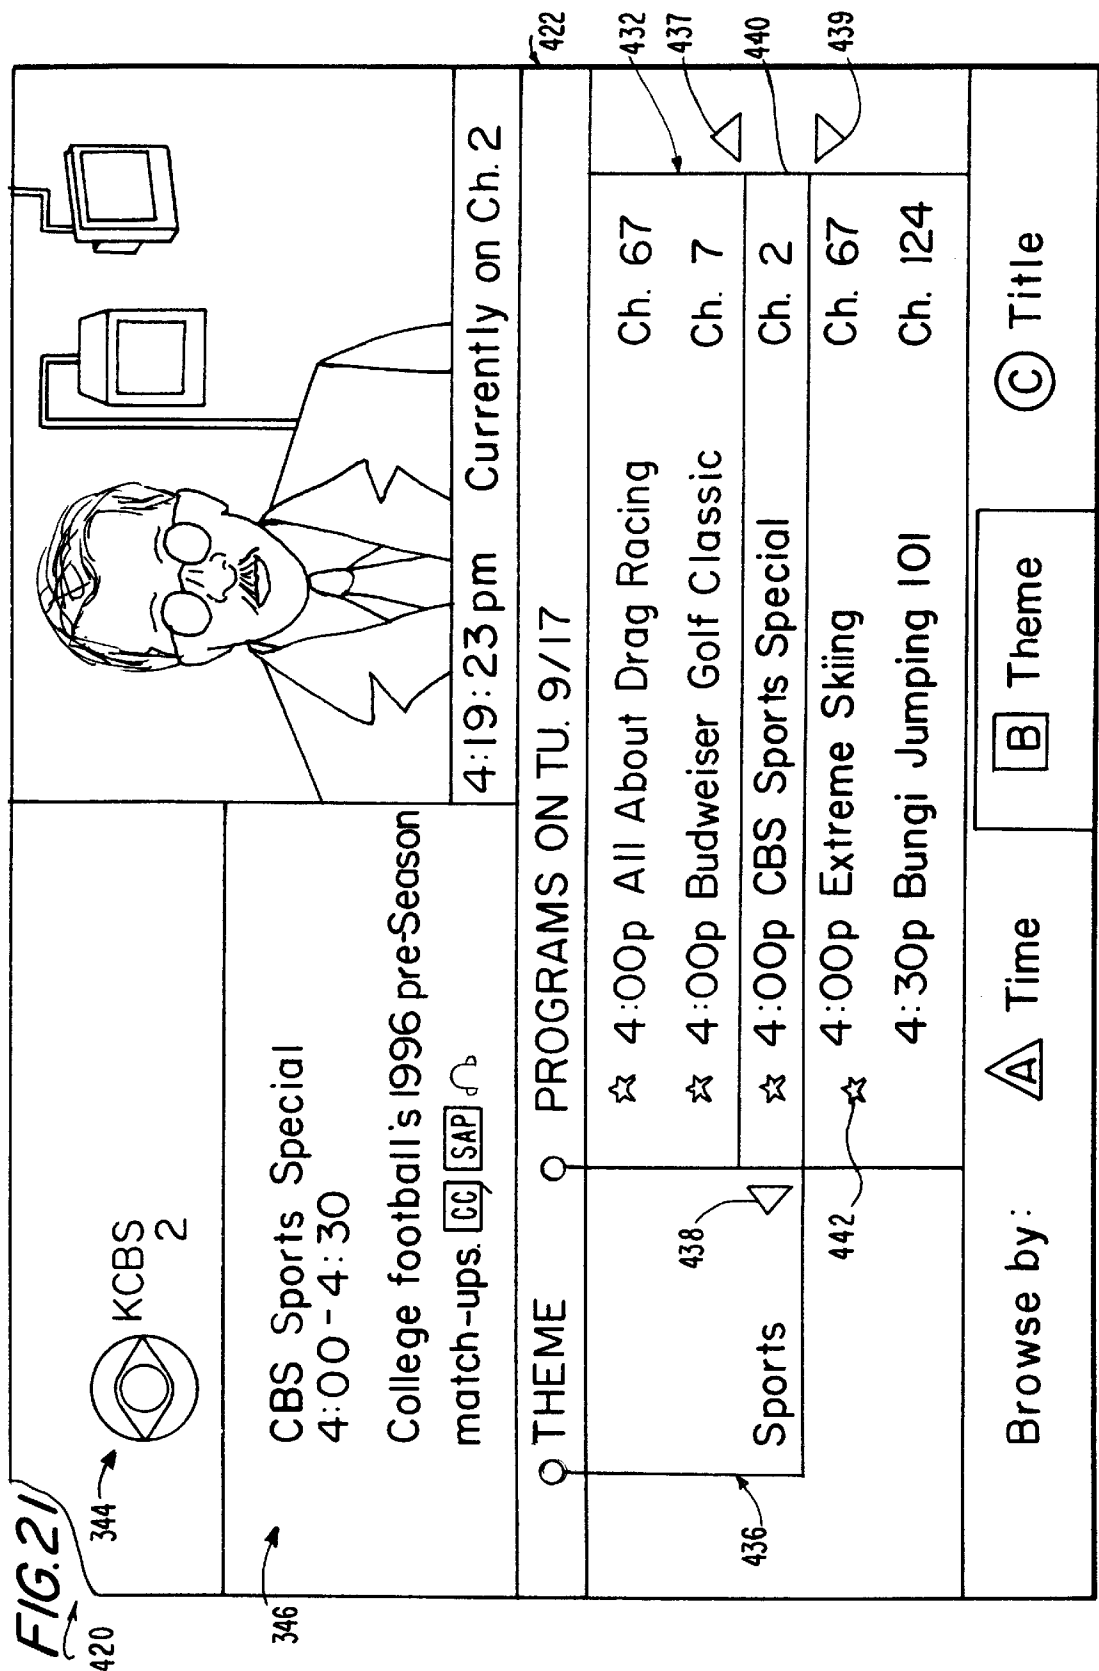 FIG.21
420
344
KCBS
2
346
CBS Sports Special
4:00-4:30
College football's 1996 pre-Season
match-ups. CC SAP
4:19:23 pm Currently on Ch. 2
422
THEME PROGRAMS ON TU. 9/17
432
437
440
439
☆ 4:00p All About Drag Racing Ch. 67
☆ 4:00p Budweiser Golf Classic Ch. 7
Sports ☆ 4:00p CBS Sports Special Ch. 2
☆ 4:00p Extreme Skiing Ch. 67
4:30p Bungi Jumping 101 Ch. 124
436
438
442
Browse by: A Time B Theme C Title